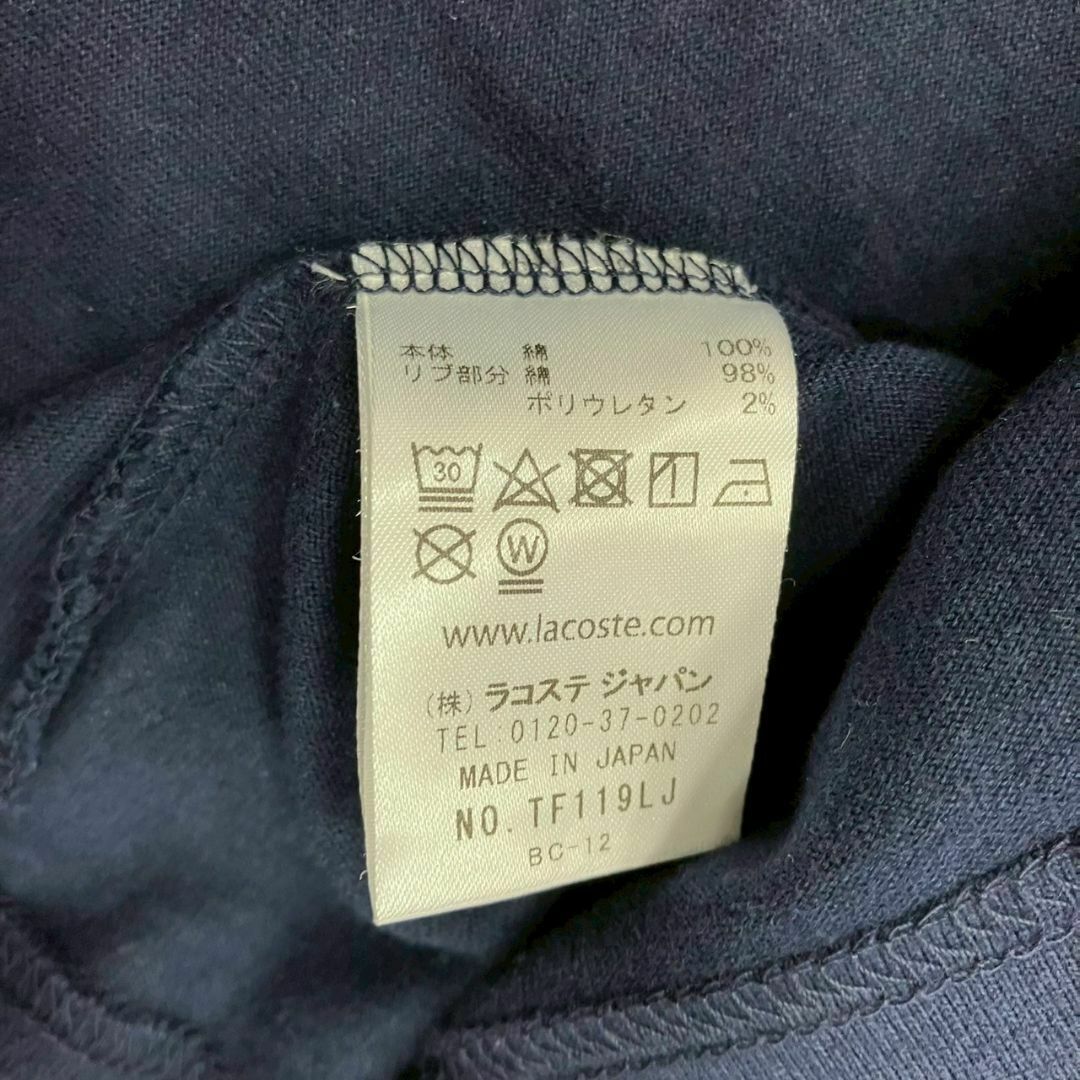 本体 綿 100%
リブ部分 綿 98%
ポリウレタン 2%
30
W
www.lacoste.com
(株) ラコステ ジャパン
TEL:0120-37-0202
MADE IN JAPAN
NO. TF119LJ
BC-12